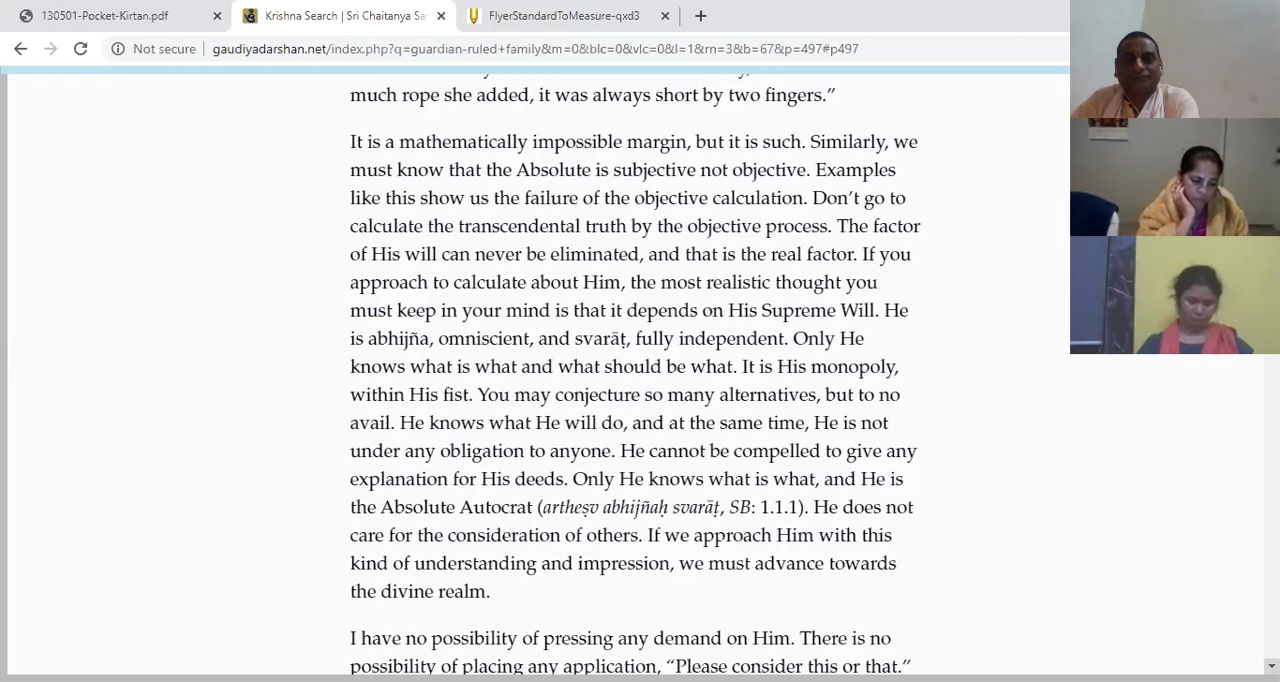 130501-Pocket-Kirtan.pdf
Krishna Search | Sri Chaitanya Sa
FlyerStandardToMeasure-qxd3
Not secure
gaudiyadarshan.net/index.php?q=guardian-ruled+family&m=0&blc=0&vlc=0&l=1&rn=3&b=67&p=497#p497
much rope she added, it was always short by two fingers.”
It is a mathematically impossible margin, but it is such. Similarly, we
must know that the Absolute is subjective not objective. Examples
like this show us the failure of the objective calculation. Don’t go to
calculate the transcendental truth by the objective process. The factor
of His will can never be eliminated, and that is the real factor. If you
approach to calculate about Him, the most realistic thought you
must keep in your mind is that it depends on His Supreme Will. He
is abhijña, omniscient, and svarāṭ, fully independent. Only He
knows what is what and what should be what. It is His monopoly,
within His fist. You may conjecture so many alternatives, but to no
avail. He knows what He will do, and at the same time, He is not
under any obligation to anyone. He cannot be compelled to give any
explanation for His deeds. Only He knows what is what, and He is
the Absolute Autocrat (artheṣv abhijñaḥ svarāṭ, SB: 1.1.1). He does not
care for the consideration of others. If we approach Him with this
kind of understanding and impression, we must advance towards
the divine realm.
I have no possibility of pressing any demand on Him. There is no
possibility of placing any application, “Please consider this or that.”